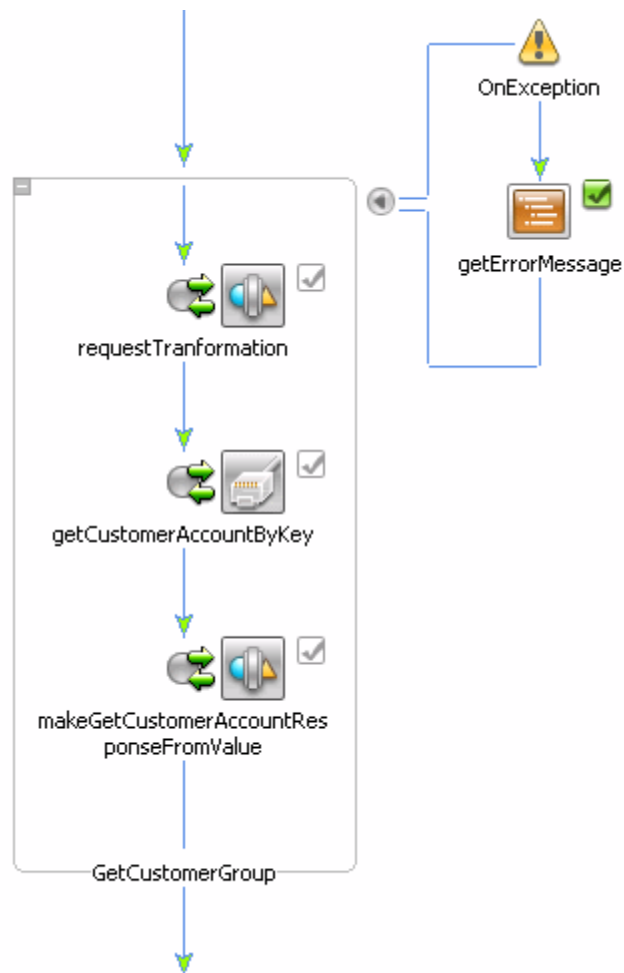 OnException
getErrorMessage
requestTranformation
getCustomerAccountByKey
makeGetCustomerAccountRes
ponseFromValue
GetCustomerGroup